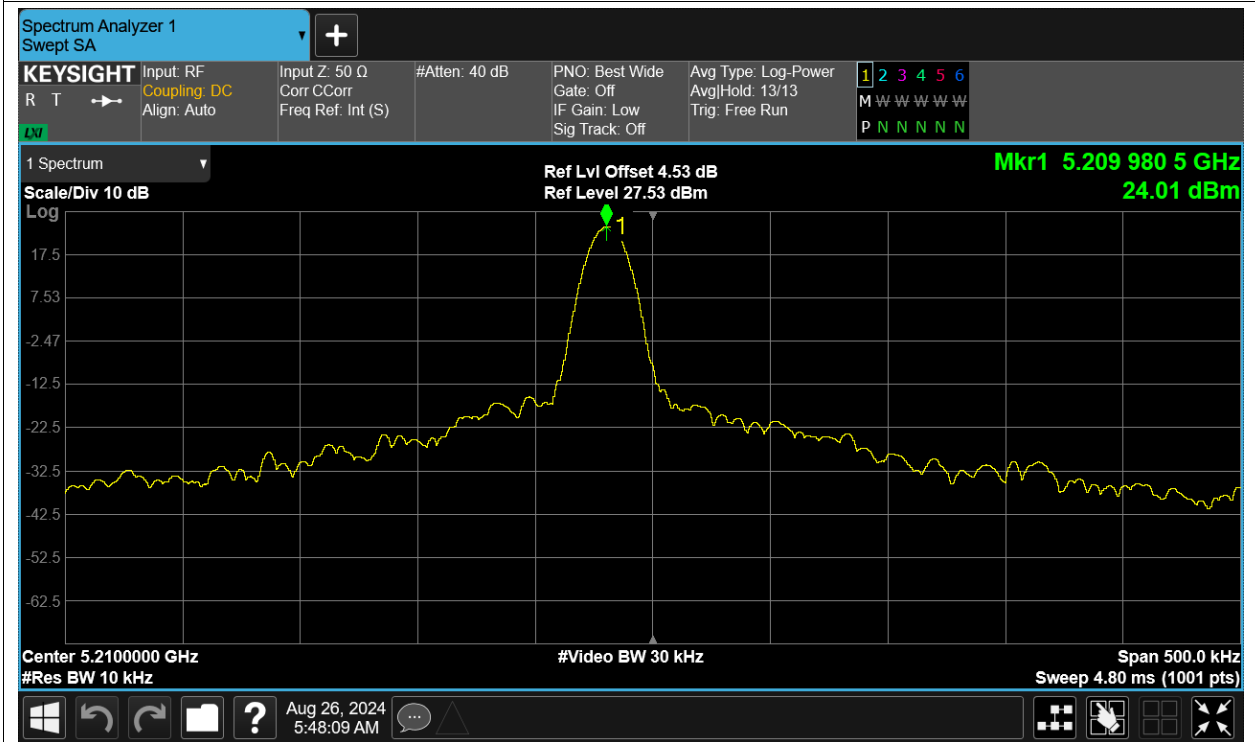 Spectrum Analyzer 1
Swept SA
KEYSIGHT
R T
LXI
Input: RF
Coupling: DC
Align: Auto
Input Z: 50 Ω
Corr CCorr
Freq Ref: Int (S)
#Atten: 40 dB
PNO: Best Wide
Gate: Off
IF Gain: Low
Sig Track: Off
Avg Type: Log-Power
Avg|Hold: 13/13
Trig: Free Run
1 2 3 4 5 6
M W W W W W
P N N N N N
1 Spectrum
Scale/Div 10 dB
Log
Ref Lvl Offset 4.53 dB
Ref Level 27.53 dBm
Mkr1 5.209 980 5 GHz
24.01 dBm
1
17.5
7.53
-2.47
-12.5
-22.5
-32.5
-42.5
-52.5
-62.5
Center 5.2100000 GHz
#Res BW 10 kHz
#Video BW 30 kHz
Span 500.0 kHz
Sweep 4.80 ms (1001 pts)
?
Aug 26, 2024
5:48:09 AM